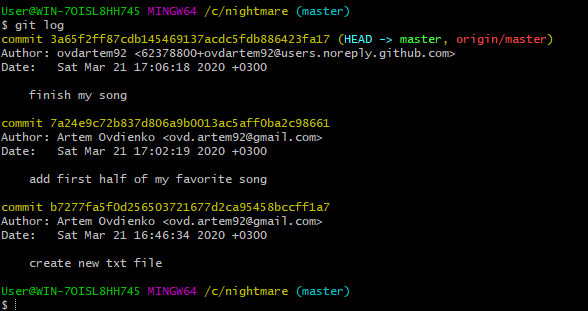 User@WIN-7OISL8HH745 MINGW64 /c/nightmare (master)
$ git log
commit 3a65f2ff87cdb145469137acdc5fdb886423fa17 (HEAD -> master, origin/master)
Author: ovdartem92 <62378800+ovdartem92@users.noreply.github.com>
Date:   Sat Mar 21 17:06:18 2020 +0300
    finish my song
commit 7a24e9c72b837d806a9b0013ac5aff0ba2c98661
Author: Artem Ovdienko <ovd.artem92@gmail.com>
Date:   Sat Mar 21 17:02:19 2020 +0300
    add first half of my favorite song
commit b7277fa5f0d256503721677d2ca95458bccff1a7
Author: Artem Ovdienko <ovd.artem92@gmail.com>
Date:   Sat Mar 21 16:46:34 2020 +0300
    create new txt file
User@WIN-7OISL8HH745 MINGW64 /c/nightmare (master)
$